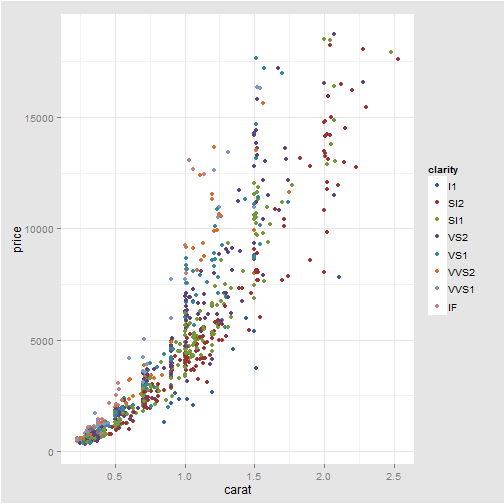 15000
10000
5000
0
price
0.5
1.0
1.5
2.0
2.5
carat
clarity
I1
SI2
SI1
VS2
VS1
VVS2
VVS1
IF